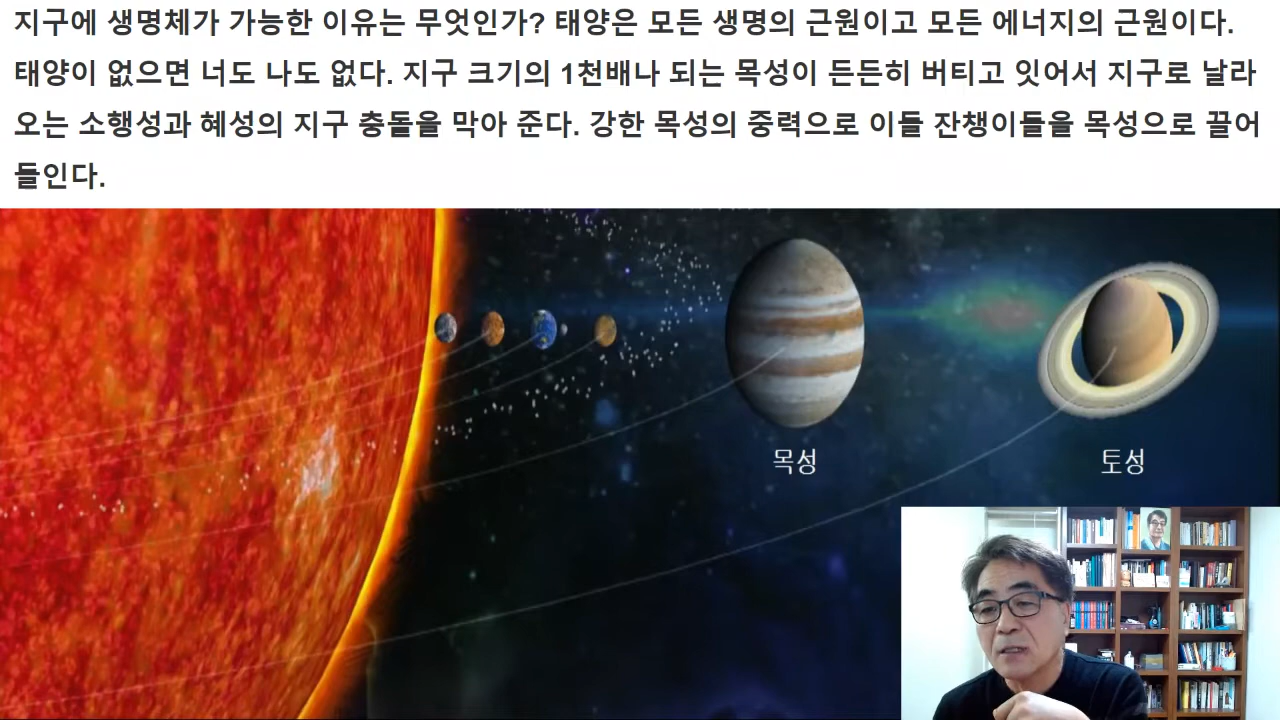 지구에 생명체가 가능한 이유는 무엇인가? 태양은 모든 생명의 근원이고 모든 에너지의 근원이다.
태양이 없으면 너도 나도 없다. 지구 크기의 1천배나 되는 목성이 든든히 버티고 잇어서 지구로 날라
오는 소행성과 혜성의 지구 충돌을 막아 준다. 강한 목성의 중력으로 이들 잔챙이들을 목성으로 끌어
들인다.
목성
토성